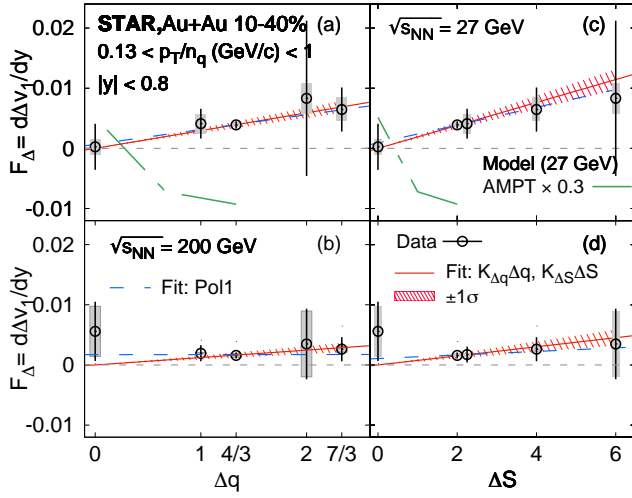 STAR,Au+Au 10-40%
0.13 < p_T/n_q (GeV/c) < 1
|y| < 0.8
(a)
√s_NN = 27 GeV
(c)
0.02
0.01
0
-0.01
F_Δ = dΔv_1/dy
Model (27 GeV)
AMPT × 0.3
√s_NN = 200 GeV
(b)
Fit: Pol1
Data
(d)
Fit: K_Δq Δq, K_ΔS ΔS
±1σ
0.02
0.01
0
-0.01
F_Δ = dΔv_1/dy
0 1 4/3 2 7/3
Δq
0 2 4 6
ΔS